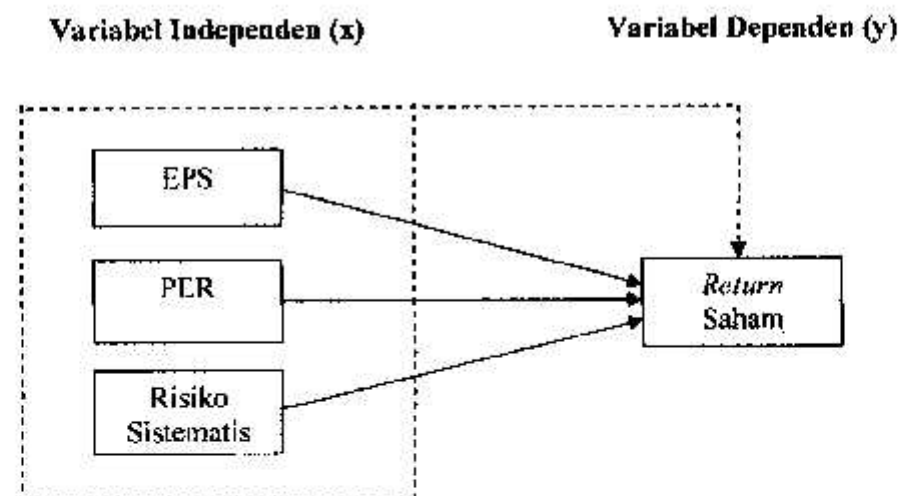 Variabel Independen (x)
Variabel Dependen (y)
EPS
PER
Return
Saham
Risiko
Sistematis